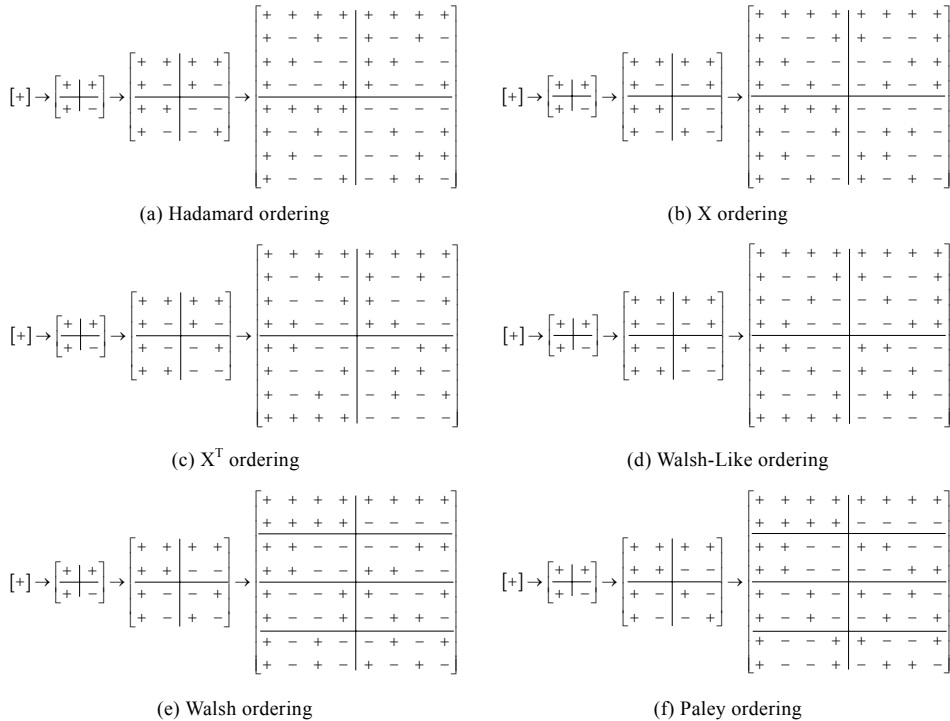 [+] → [+ + + −] → [+ + + + + − + − + + − − + − − +] →
+ + + + + + + +
+ − + − + − + −
+ + − − + + − −
+ − − + + − − +
+ + + + − − − −
+ − + − − + − +
+ + − − − − + +
+ − − + − + + −
(a) Hadamard ordering
[+] → [+ + + −] → [+ + + + + − − + + + − − + − + −] →
+ + + + + + + +
+ − − + + − − +
+ + − − − − + +
+ − + − − + − +
+ + + + − − − −
+ − − + − + + −
+ + − − + + − −
+ − + − + − + −
(b) X ordering
[+] → [+ + + −] → [+ + + + + − + − + − − + + + − −] →
+ + + + + + + +
+ − + − + − + −
+ − − + + − − +
+ + − − + + − −
+ + − − − − + +
+ − − + − + + −
+ − + − − + − +
+ + + + − − − −
(c) X^T ordering
[+] → [+ + + −] → [+ + + + + − − + + − + − + + − −] →
+ + + + + + + +
+ − − + + − − +
+ − + − + − + −
+ + − − − − + +
+ + − − + + − −
+ − + − − + − +
+ − − + − + + −
+ + + + − − − −
(d) Walsh-Like ordering
[+] → [+ + + −] → [+ + + + + + − − + − − + + − + −] →
+ + + + + + + +
+ + + + − − − −
+ + − − − − + +
+ + − − + + − −
+ − − + + − − +
+ − − + − + + −
+ − + − − + − +
+ − + − + − + −
(e) Walsh ordering
[+] → [+ + + −] → [+ + + + + + − − + − + − + − − +] →
+ + + + + + + +
+ + + + − − − −
+ + − − + + − −
+ + − − − − + +
+ − + − + − + −
+ − + − − + − +
+ − − + + − − +
+ − − + − + + −
(f) Paley ordering